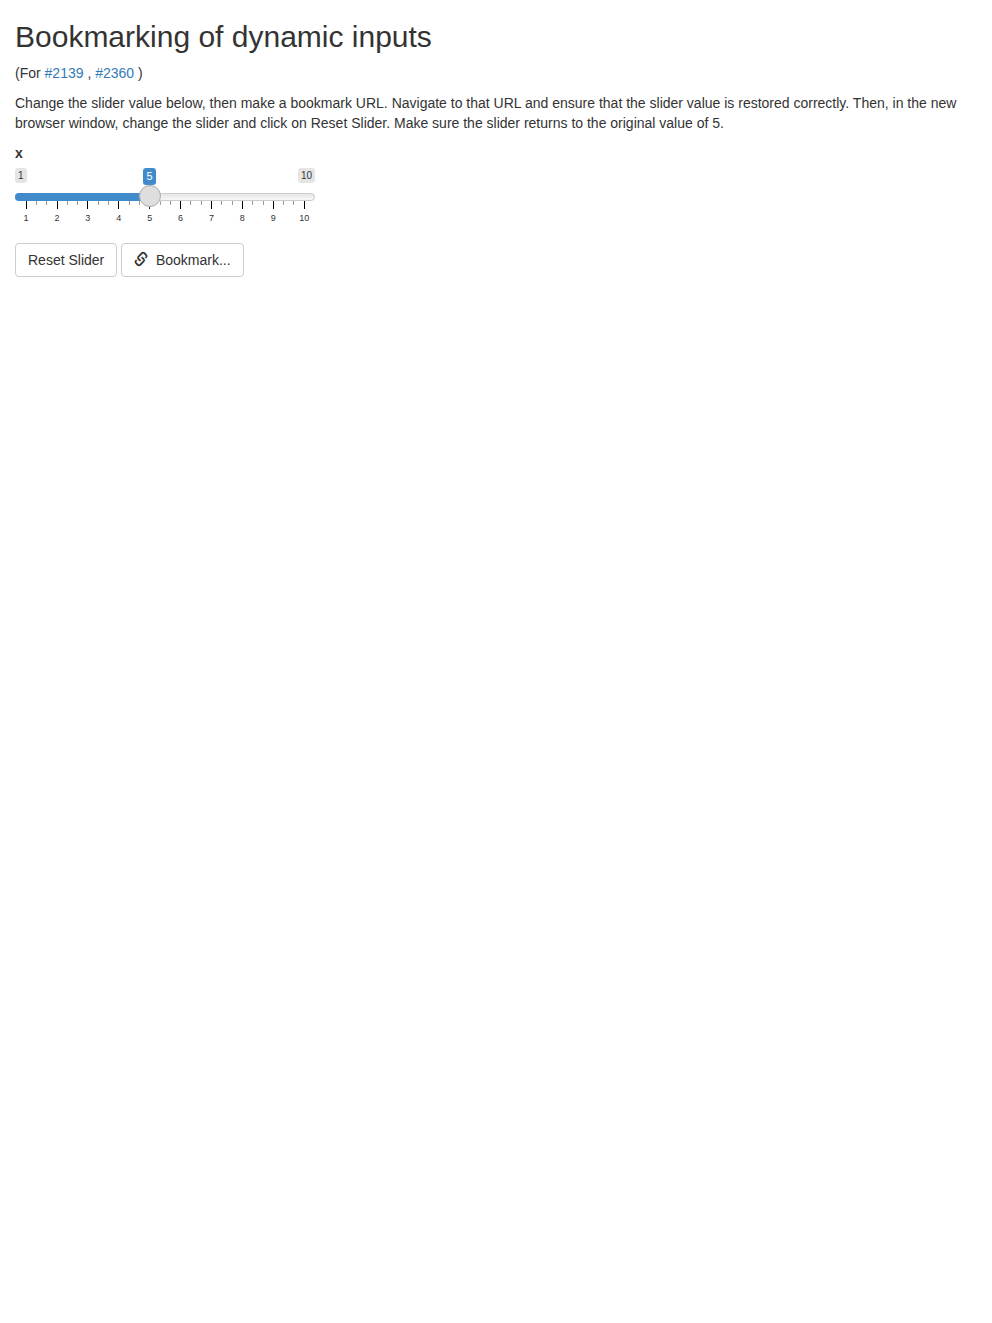 Bookmarking of dynamic inputs
(For #2139 , #2360 )
Change the slider value below, then make a bookmark URL. Navigate to that URL and ensure that the slider value is restored correctly. Then, in the new
browser window, change the slider and click on Reset Slider. Make sure the slider returns to the original value of 5.
x
1 5 10
1 2 3 4 5 6 7 8 9 10
Reset Slider Bookmark...